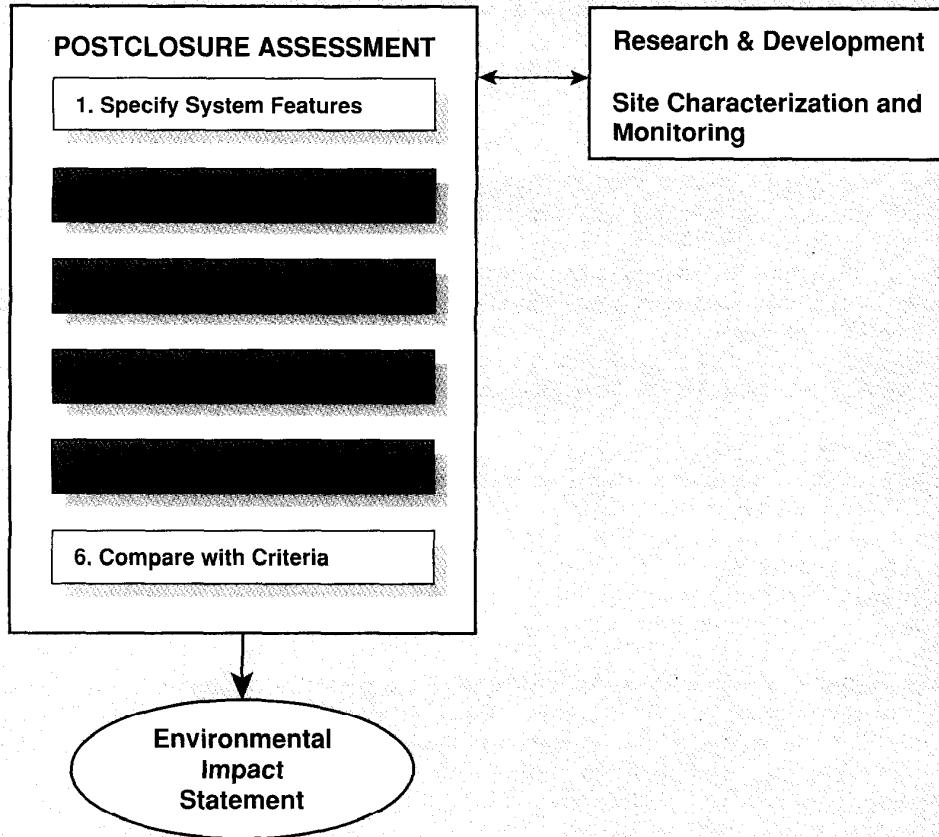 POSTCLOSURE ASSESSMENT
1. Specify System Features
6. Compare with Criteria
Research & Development
Site Characterization and
Monitoring
Environmental
Impact
Statement